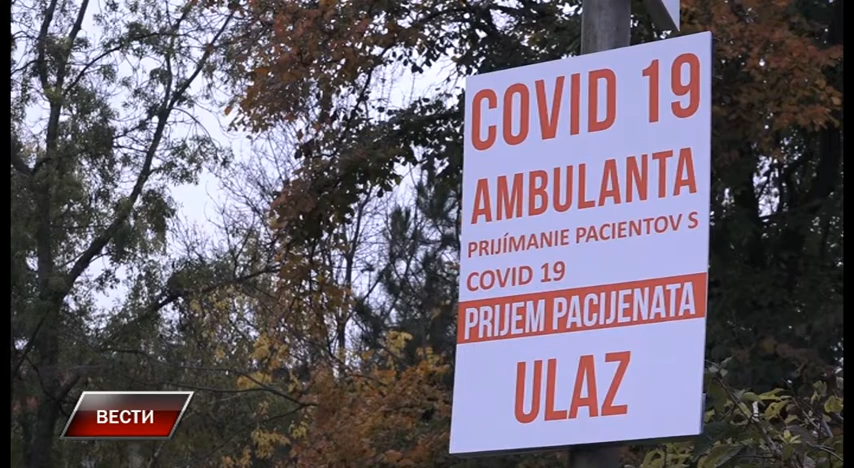 COVID 19
AMBULANTA
PRIJÍMANIE PACIENTOV S
COVID 19
PRIJEM PACIJENATA
ULAZ
ВЕСТИ